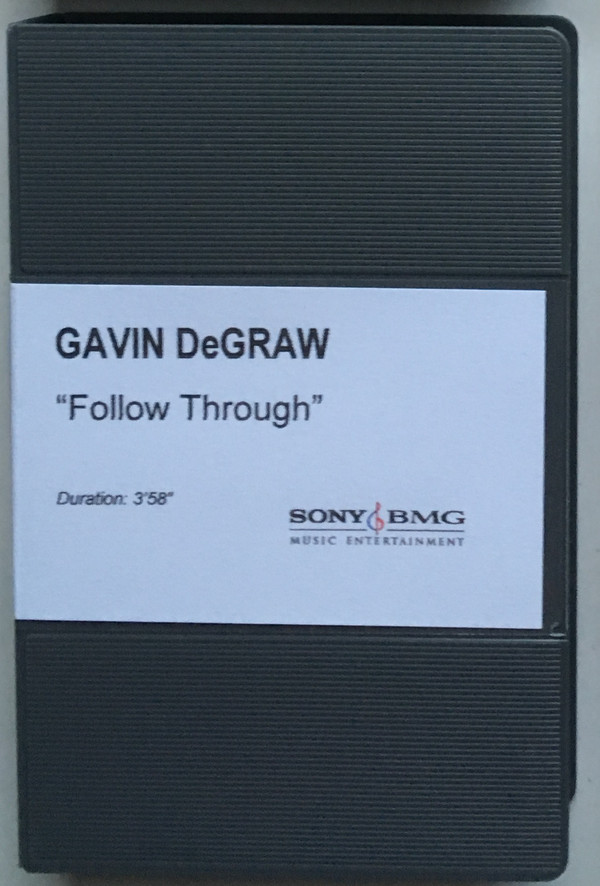 GAVIN DeGRAW
“Follow Through”
Duration: 3'58"
SONY BMG
MUSIC ENTERTAINMENT